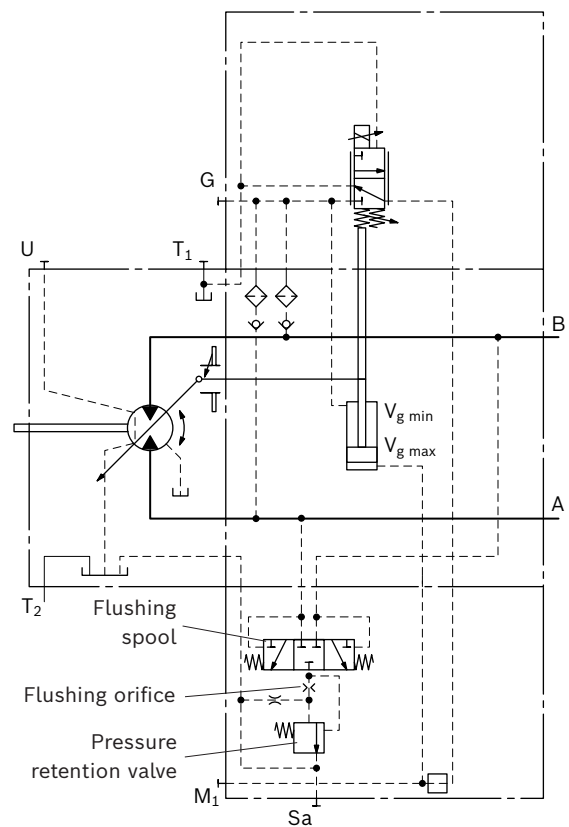 G
U
T1
B
Vg min
Vg max
A
T2
Flushing
spool
Flushing orifice
Pressure
retention valve
M1
Sa